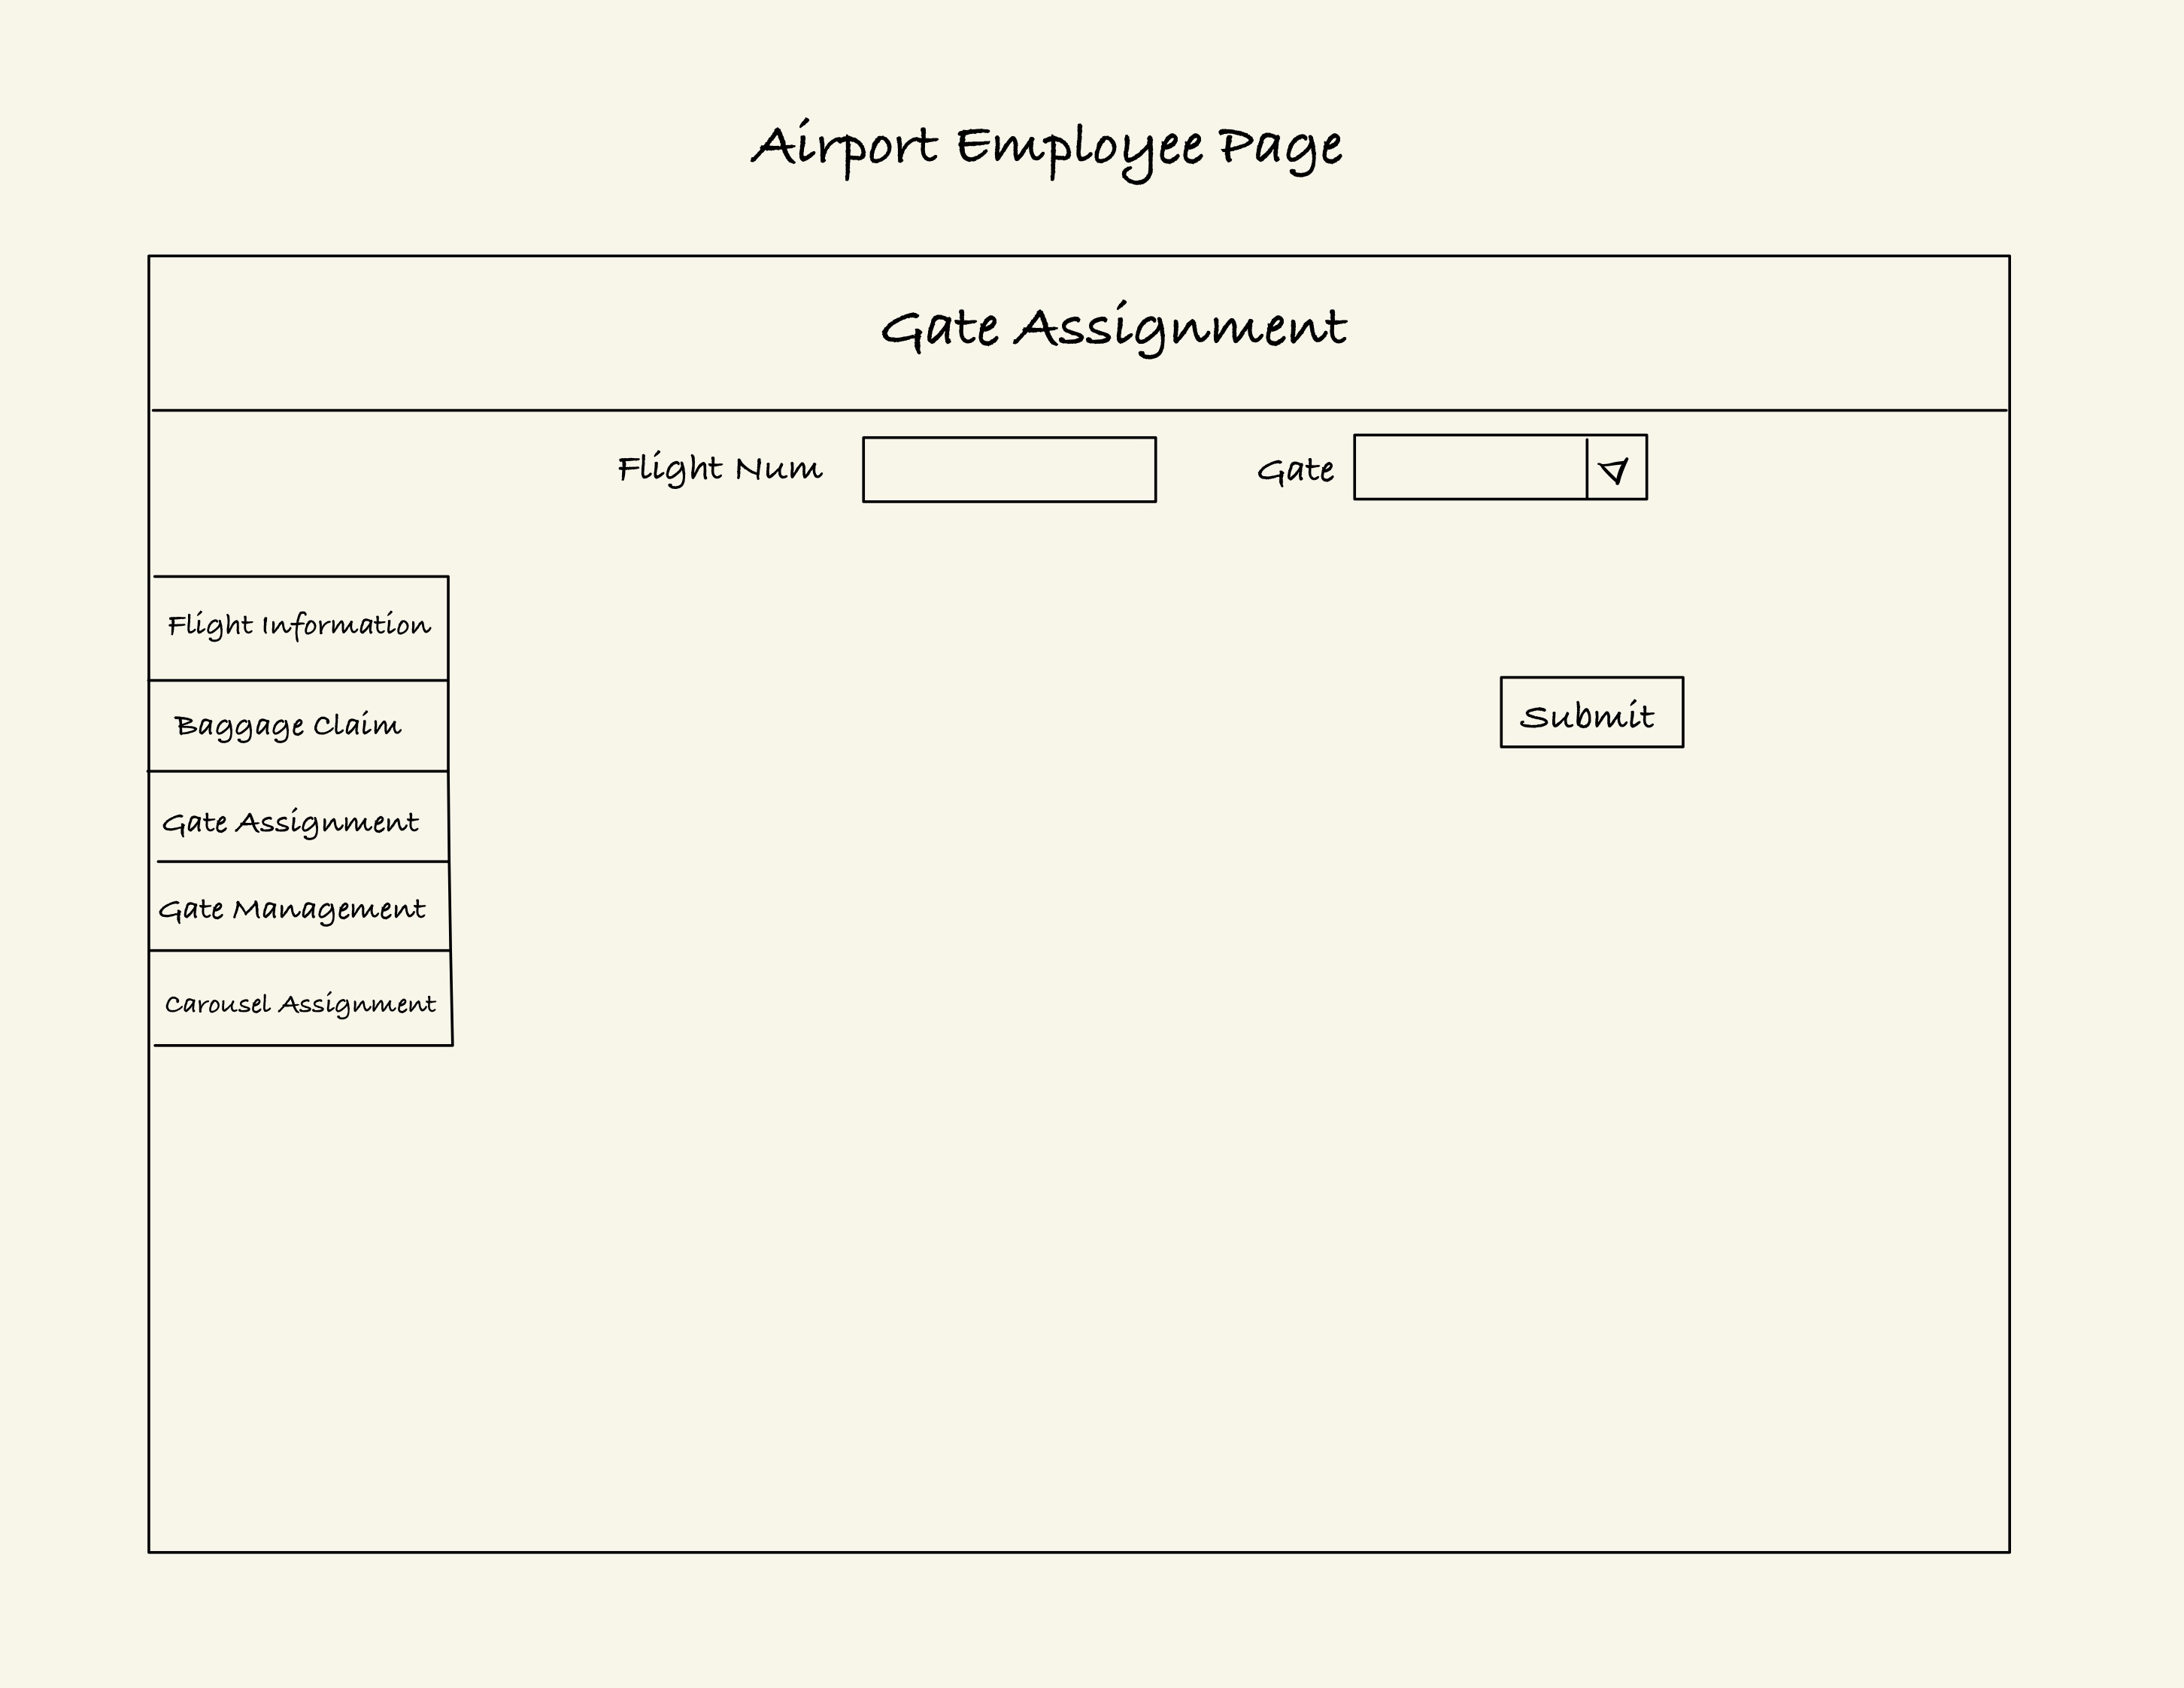 Airport Employee Page
Gate Assignment
Flight Num
Gate
Flight Information
Baggage Claim
Gate Assignment
Gate Management
Carousel Assignment
Submit